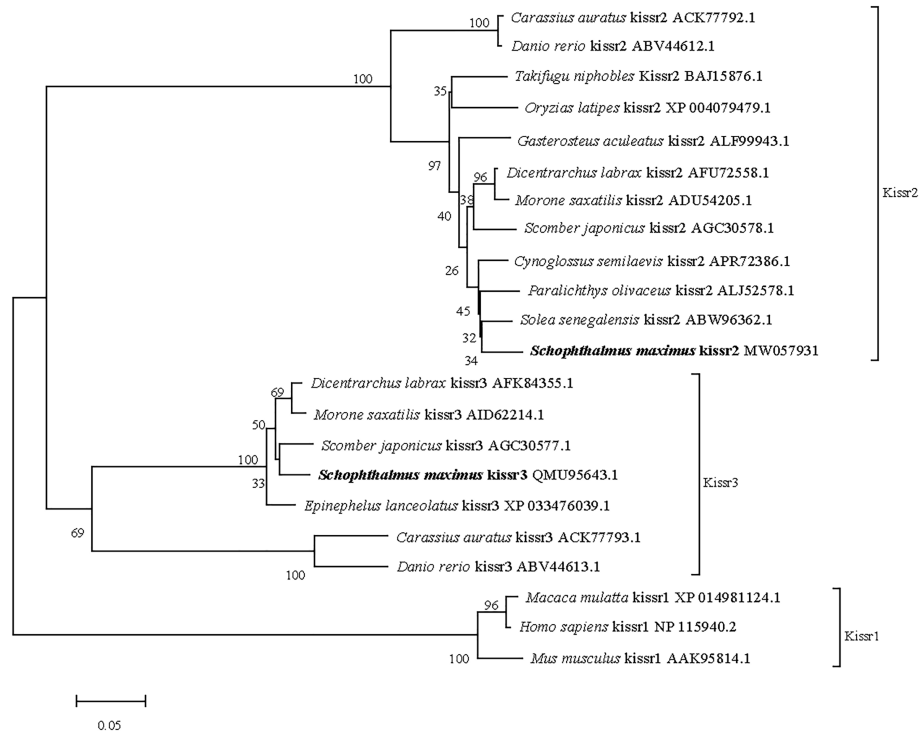 100
Carassius auratus kissr2 ACK77792.1
Danio rerio kissr2 ABV44612.1
100
Takifugu niphobles Kissr2 BAJ15876.1
35
Oryzias latipes kissr2 XP 004079479.1
Gasterosteus aculeatus kissr2 ALF99943.1
97
Dicentrarchus labrax kissr2 AFU72558.1
96
Kissr2
Morone saxatilis kissr2 ADU54205.1
38
40
Scomber japonicus kissr2 AGC30578.1
Cynoglossus semilaevis kissr2 APR72386.1
26
Paralichthys olivaceus kissr2 ALJ52578.1
45
Solea senegalensis kissr2 ABW96362.1
32
Schophthalmus maximus kissr2 MW057931
34
Dicentrarchus labrax kissr3 AFK84355.1
69
Morone saxatilis kissr3 AID62214.1
50
Scomber japonicus kissr3 AGC30577.1
100
Schophthalmus maximus kissr3 QMU95643.1
33
Kissr3
Epinephelus lanceolatus kissr3 XP 033476039.1
69
Carassius auratus kissr3 ACK77793.1
Danio rerio kissr3 ABV44613.1
100
Macaca mulatta kissr1 XP 014981124.1
96
Homo sapiens kissr1 NP 115940.2
Kissr1
100
Mus musculus kissr1 AAK95814.1
0.05